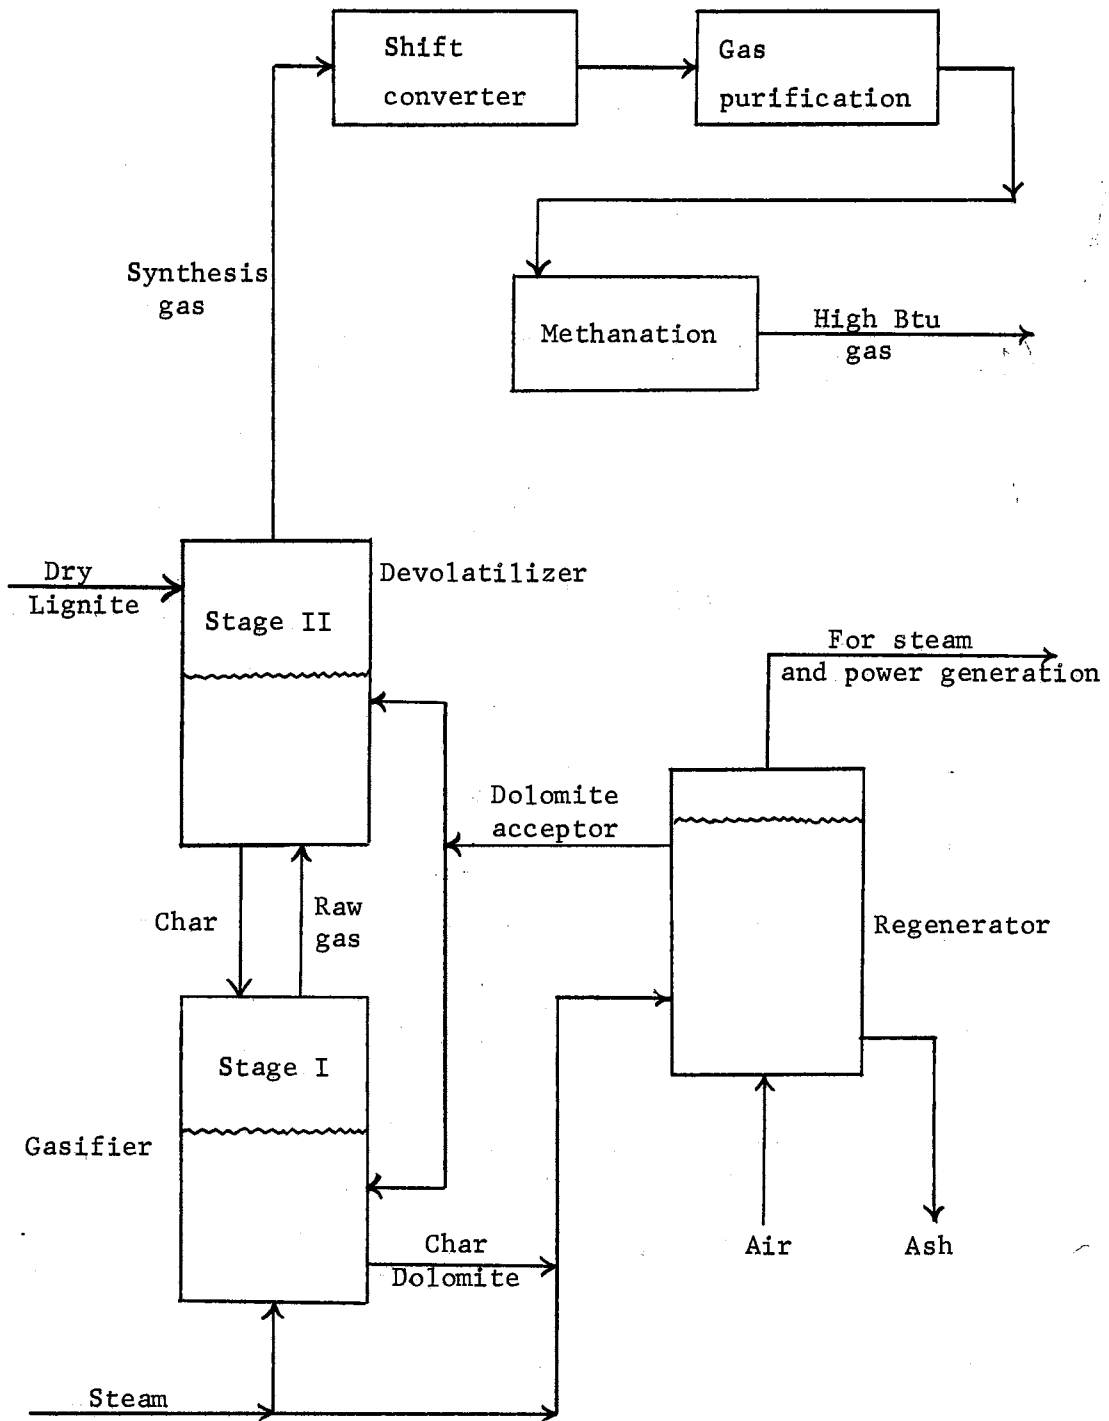 Shift
converter
Gas
purification
Synthesis
gas
Methanation
High Btu
gas
Dry
Lignite
Devolatilizer
Stage II
For steam
and power generation
Dolomite
acceptor
Char
Raw
gas
Regenerator
Stage I
Gasifier
Char
Dolomite
Air
Ash
Steam